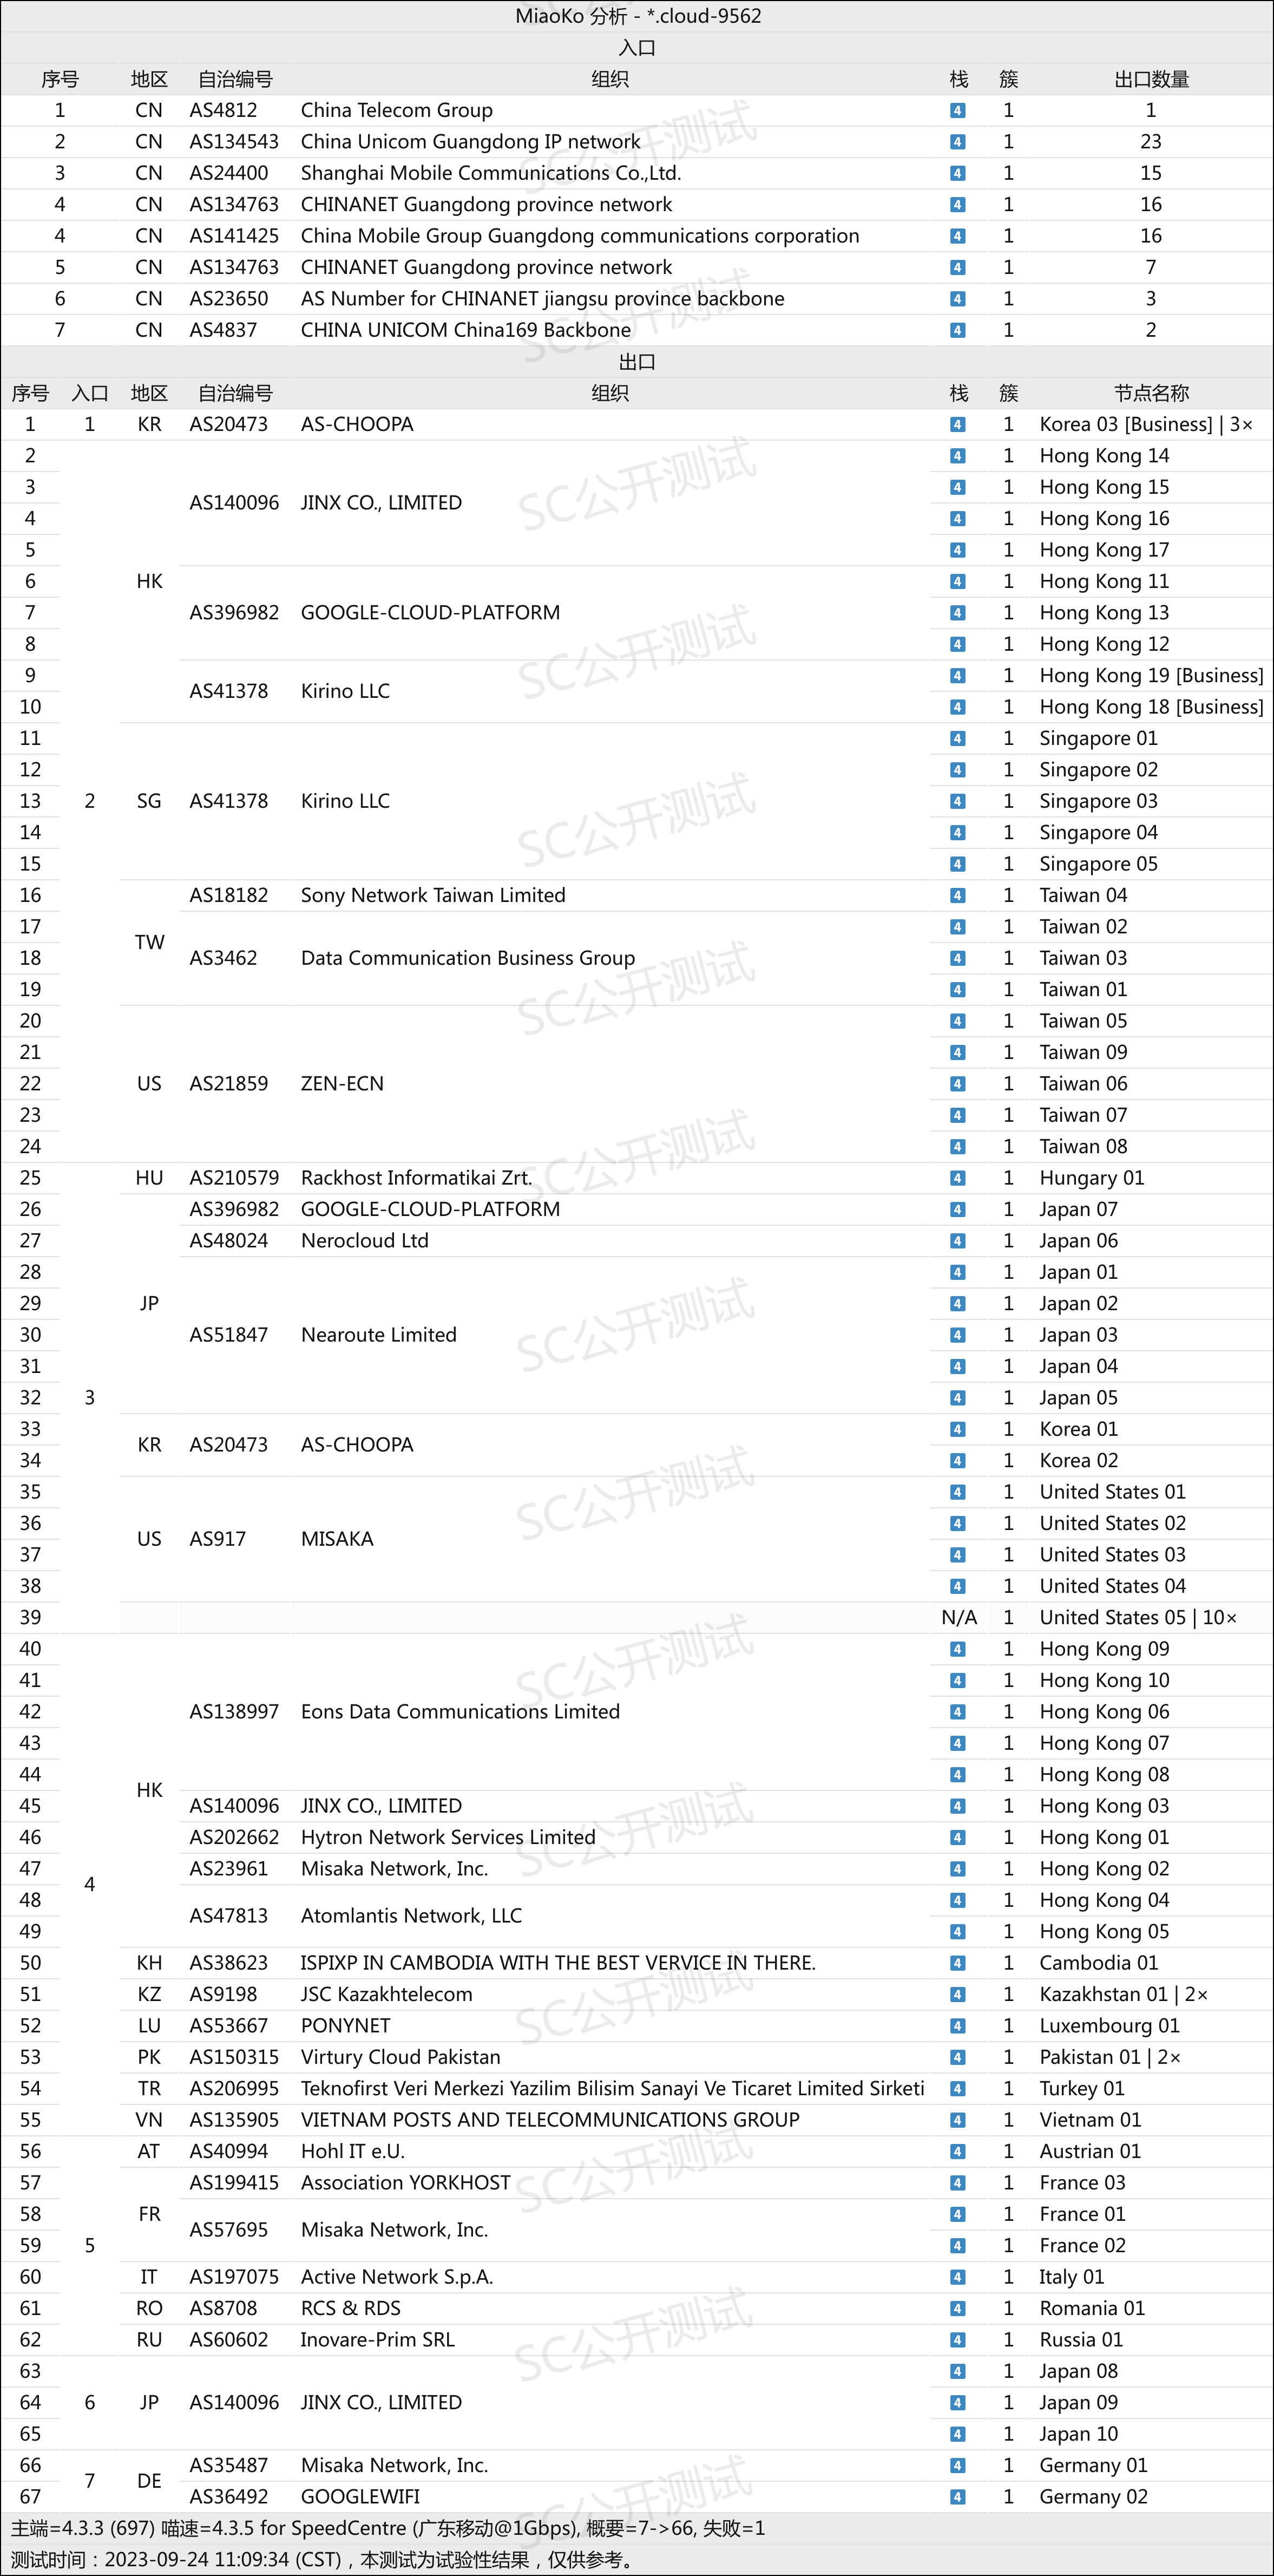 MiaoKo 分析 - *.cloud-9562
入口
序号 地区 自治编号 组织 栈 簇 出口数量
1 CN AS4812 China Telecom Group 4 1 1
2 CN AS134543 China Unicom Guangdong IP network 4 1 23
3 CN AS24400 Shanghai Mobile Communications Co.,Ltd. 4 1 15
4 CN AS134763 CHINANET Guangdong province network 4 1 16
4 CN AS141425 China Mobile Group Guangdong communications corporation 4 1 16
5 CN AS134763 CHINANET Guangdong province network 4 1 7
6 CN AS23650 AS Number for CHINANET jiangsu province backbone 4 1 3
7 CN AS4837 CHINA UNICOM China169 Backbone 4 1 2
出口
序号 入口 地区 自治编号 组织 栈 簇 节点名称
1 1 KR AS20473 AS-CHOOPA 4 1 Korea 03 [Business] | 3×
2 4 1 Hong Kong 14
3 4 1 Hong Kong 15
AS140096 JINX CO., LIMITED
4 4 1 Hong Kong 16
5 4 1 Hong Kong 17
6 HK 4 1 Hong Kong 11
7 AS396982 GOOGLE-CLOUD-PLATFORM 4 1 Hong Kong 13
8 4 1 Hong Kong 12
9 4 1 Hong Kong 19 [Business]
AS41378 Kirino LLC
10 4 1 Hong Kong 18 [Business]
11 4 1 Singapore 01
12 4 1 Singapore 02
13 2 SG AS41378 Kirino LLC 4 1 Singapore 03
14 4 1 Singapore 04
15 4 1 Singapore 05
16 AS18182 Sony Network Taiwan Limited 4 1 Taiwan 04
17 4 1 Taiwan 02
TW
18 AS3462 Data Communication Business Group 4 1 Taiwan 03
19 4 1 Taiwan 01
20 4 1 Taiwan 05
21 4 1 Taiwan 09
22 US AS21859 ZEN-ECN 4 1 Taiwan 06
23 4 1 Taiwan 07
24 4 1 Taiwan 08
25 HU AS210579 Rackhost Informatikai Zrt. 4 1 Hungary 01
26 AS396982 GOOGLE-CLOUD-PLATFORM 4 1 Japan 07
27 AS48024 Nerocloud Ltd 4 1 Japan 06
28 4 1 Japan 01
29 JP 4 1 Japan 02
30 AS51847 Nearoute Limited 4 1 Japan 03
31 4 1 Japan 04
32 3 4 1 Japan 05
33 4 1 Korea 01
KR AS20473 AS-CHOOPA
34 4 1 Korea 02
35 4 1 United States 01
36 4 1 United States 02
US AS917 MISAKA
37 4 1 United States 03
38 4 1 United States 04
39 N/A 1 United States 05 | 10×
40 4 1 Hong Kong 09
41 4 1 Hong Kong 10
42 AS138997 Eons Data Communications Limited 4 1 Hong Kong 06
43 4 1 Hong Kong 07
44 4 1 Hong Kong 08
HK
45 AS140096 JINX CO., LIMITED 4 1 Hong Kong 03
46 AS202662 Hytron Network Services Limited 4 1 Hong Kong 01
47 AS23961 Misaka Network, Inc. 4 1 Hong Kong 02
4
48 4 1 Hong Kong 04
AS47813 Atomlantis Network, LLC
49 4 1 Hong Kong 05
50 KH AS38623 ISPIXP IN CAMBODIA WITH THE BEST VERVICE IN THERE. 4 1 Cambodia 01
51 KZ AS9198 JSC Kazakhtelecom 4 1 Kazakhstan 01 | 2×
52 LU AS53667 PONYNET 4 1 Luxembourg 01
53 PK AS150315 Virtury Cloud Pakistan 4 1 Pakistan 01 | 2×
54 TR AS206995 Teknofirst Veri Merkezi Yazilim Bilisim Sanayi Ve Ticaret Limited Sirketi 4 1 Turkey 01
55 VN AS135905 VIETNAM POSTS AND TELECOMMUNICATIONS GROUP 4 1 Vietnam 01
56 AT AS40994 Hohl IT e.U. 4 1 Austrian 01
57 AS199415 Association YORKHOST 4 1 France 03
58 FR 4 1 France 01
AS57695 Misaka Network, Inc.
59 5 4 1 France 02
60 IT AS197075 Active Network S.p.A. 4 1 Italy 01
61 RO AS8708 RCS & RDS 4 1 Romania 01
62 RU AS60602 Inovare-Prim SRL 4 1 Russia 01
63 4 1 Japan 08
64 6 JP AS140096 JINX CO., LIMITED 4 1 Japan 09
65 4 1 Japan 10
66 AS35487 Misaka Network, Inc. 4 1 Germany 01
7 DE
67 AS36492 GOOGLEWIFI 4 1 Germany 02
主端=4.3.3 (697) 喵速=4.3.5 for SpeedCentre (广东移动@1Gbps), 概要=7->66, 失败=1
测试时间：2023-09-24 11:09:34 (CST)，本测试为试验性结果，仅供参考。
SC公开测试